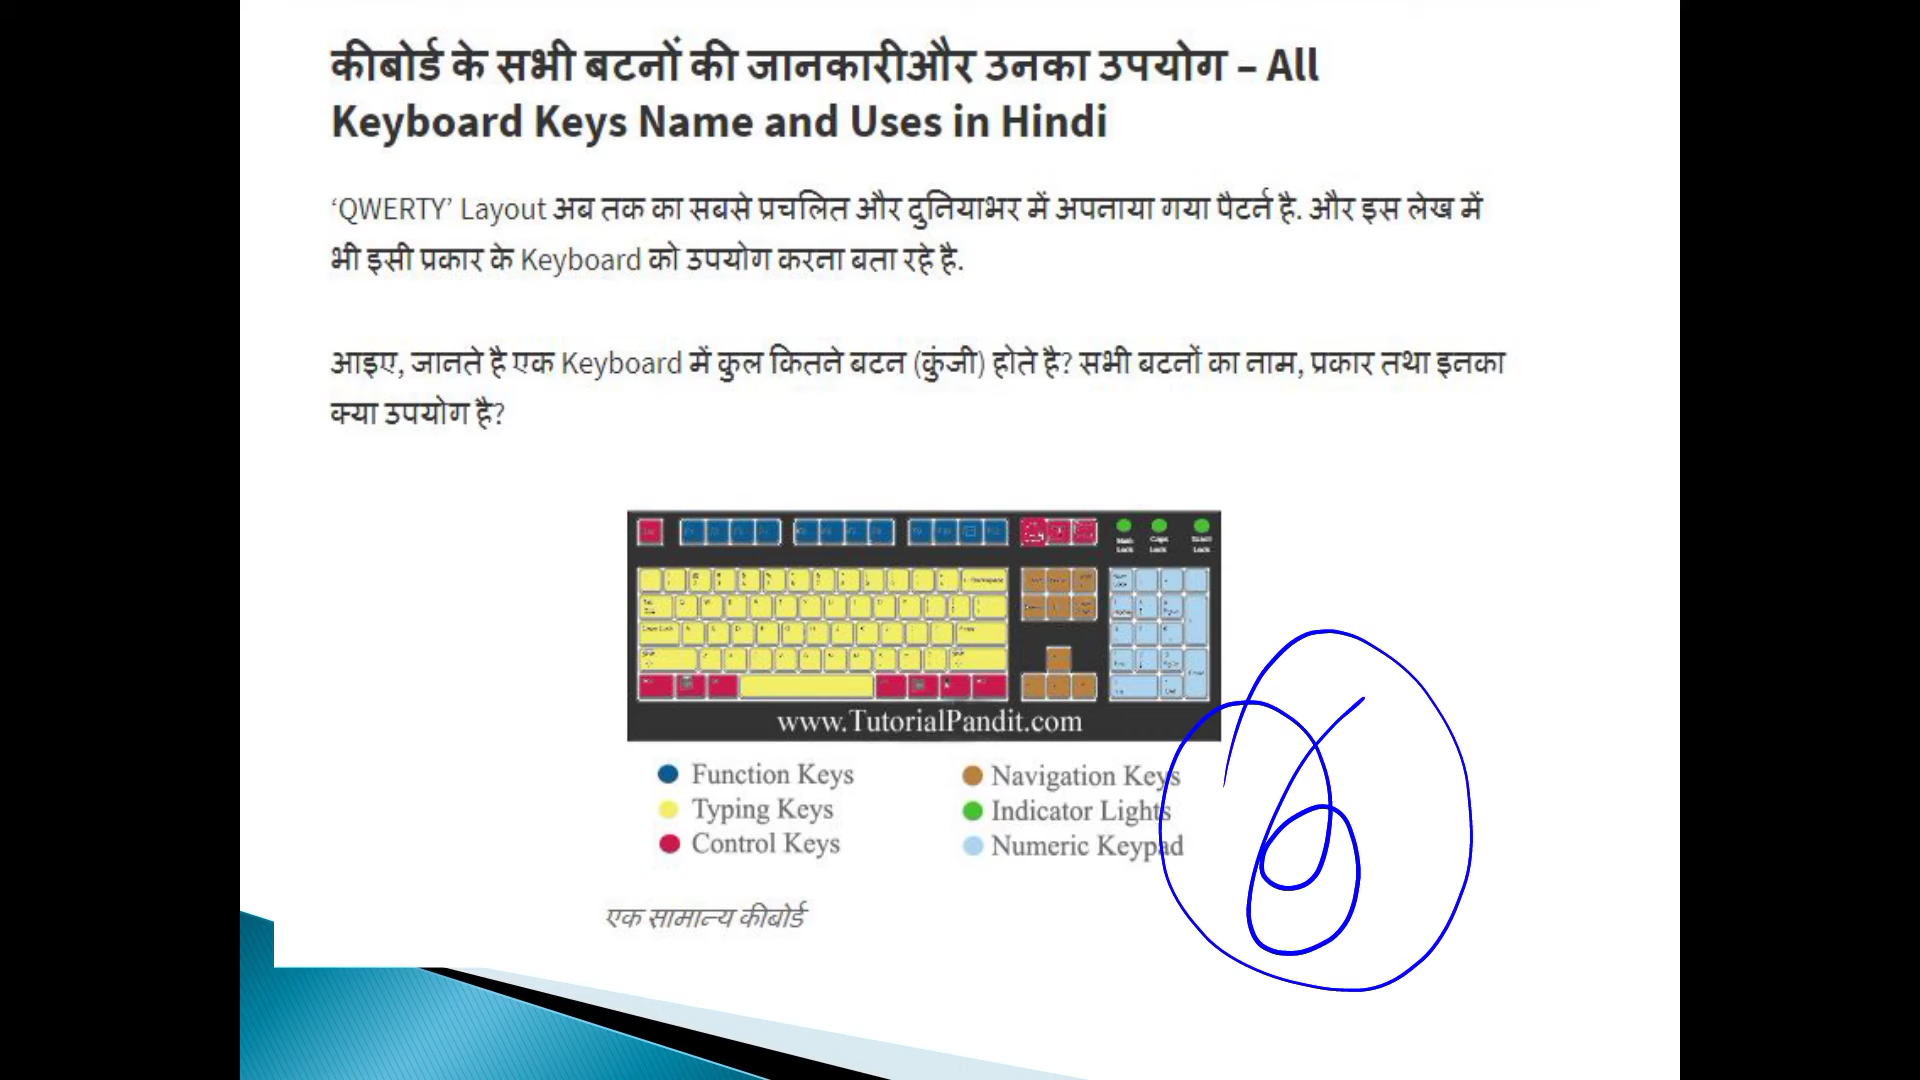 कीबोर्ड के सभी बटनों की जानकारीऔर उनका उपयोग – All
Keyboard Keys Name and Uses in Hindi
‘QWERTY’ Layout अब तक का सबसे प्रचलित और दुनियाभर में अपनाया गया पैटर्न है. और इस लेख में
भी इसी प्रकार के Keyboard को उपयोग करना बता रहे है.
आइए, जानते है एक Keyboard में कुल कितने बटन (कुंजी) होते है? सभी बटनों का नाम, प्रकार तथा इनका
क्या उपयोग है?
www.TutorialPandit.com
Function Keys
Typing Keys
Control Keys
Navigation Keys
Indicator Lights
Numeric Keypad
6
एक सामान्य कीबोर्ड